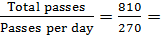 Total passes / Passes per day = 810 / 270 =